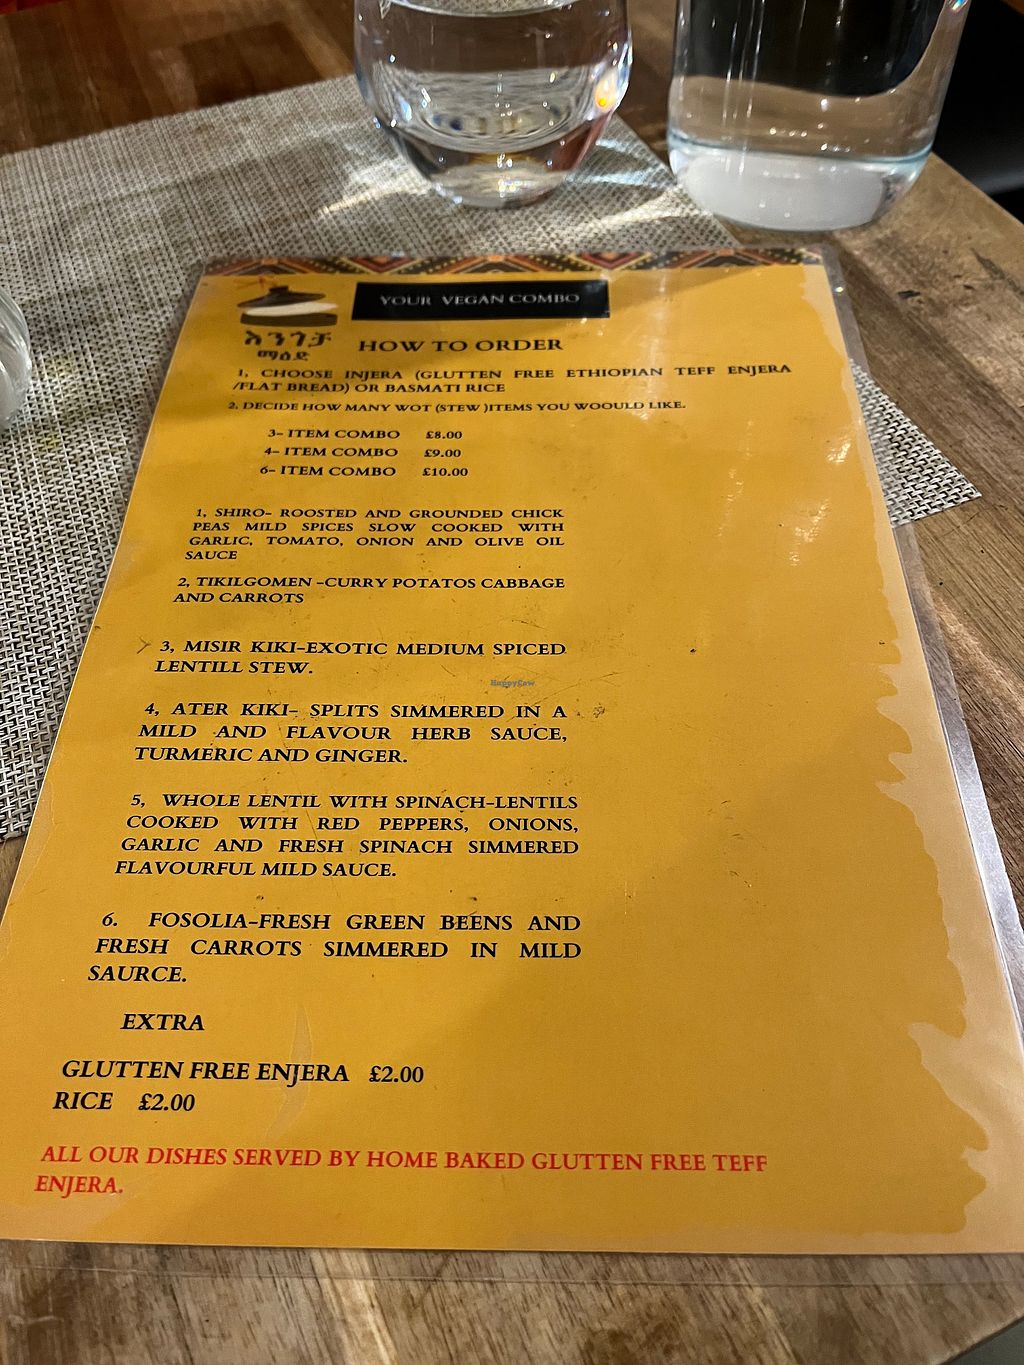 YOUR VEGAN COMBO
እንጎቻ
ማዕድ
HOW TO ORDER
1, CHOOSE INJERA (GLUTTEN FREE ETHIOPIAN TEFF ENJERA
/FLAT BREAD) OR BASMATI RICE
2. DECIDE HOW MANY WOT (STEW )ITEMS YOU WOOULD LIKE.
3- ITEM COMBO £8.00
4- ITEM COMBO £9.00
6- ITEM COMBO £10.00
1, SHIRO- ROOSTED AND GROUNDED CHICK
PEAS MILD SPICES SLOW COOKED WITH
GARLIC, TOMATO, ONION AND OLIVE OIL
SAUCE
2, TIKILGOMEN -CURRY POTATOS CABBAGE
AND CARROTS
3, MISIR KIKI-EXOTIC MEDIUM SPICED
LENTILL STEW.
HappyCow
4, ATER KIKI- SPLITS SIMMERED IN A
MILD AND FLAVOUR HERB SAUCE,
TURMERIC AND GINGER.
5, WHOLE LENTIL WITH SPINACH-LENTILS
COOKED WITH RED PEPPERS, ONIONS,
GARLIC AND FRESH SPINACH SIMMERED
FLAVOURFUL MILD SAUCE.
6. FOSOLIA-FRESH GREEN BEENS AND
FRESH CARROTS SIMMERED IN MILD
SAURCE.
EXTRA
GLUTTEN FREE ENJERA £2.00
RICE £2.00
ALL OUR DISHES SERVED BY HOME BAKED GLUTTEN FREE TEFF
ENJERA.